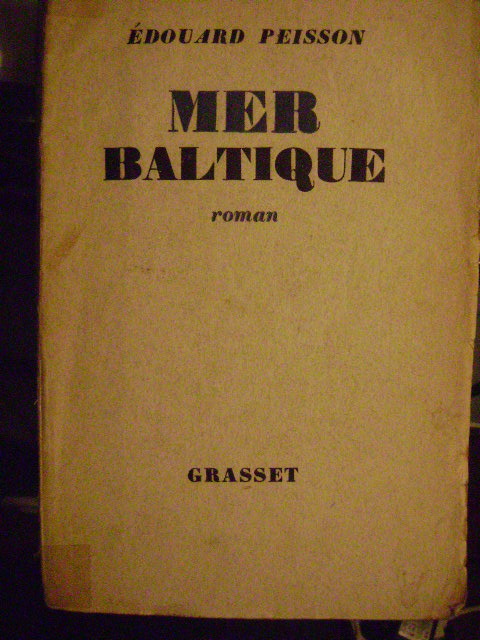 ÉDOUARD PEISSON
MER
BALTIQUE
roman
GRASSET